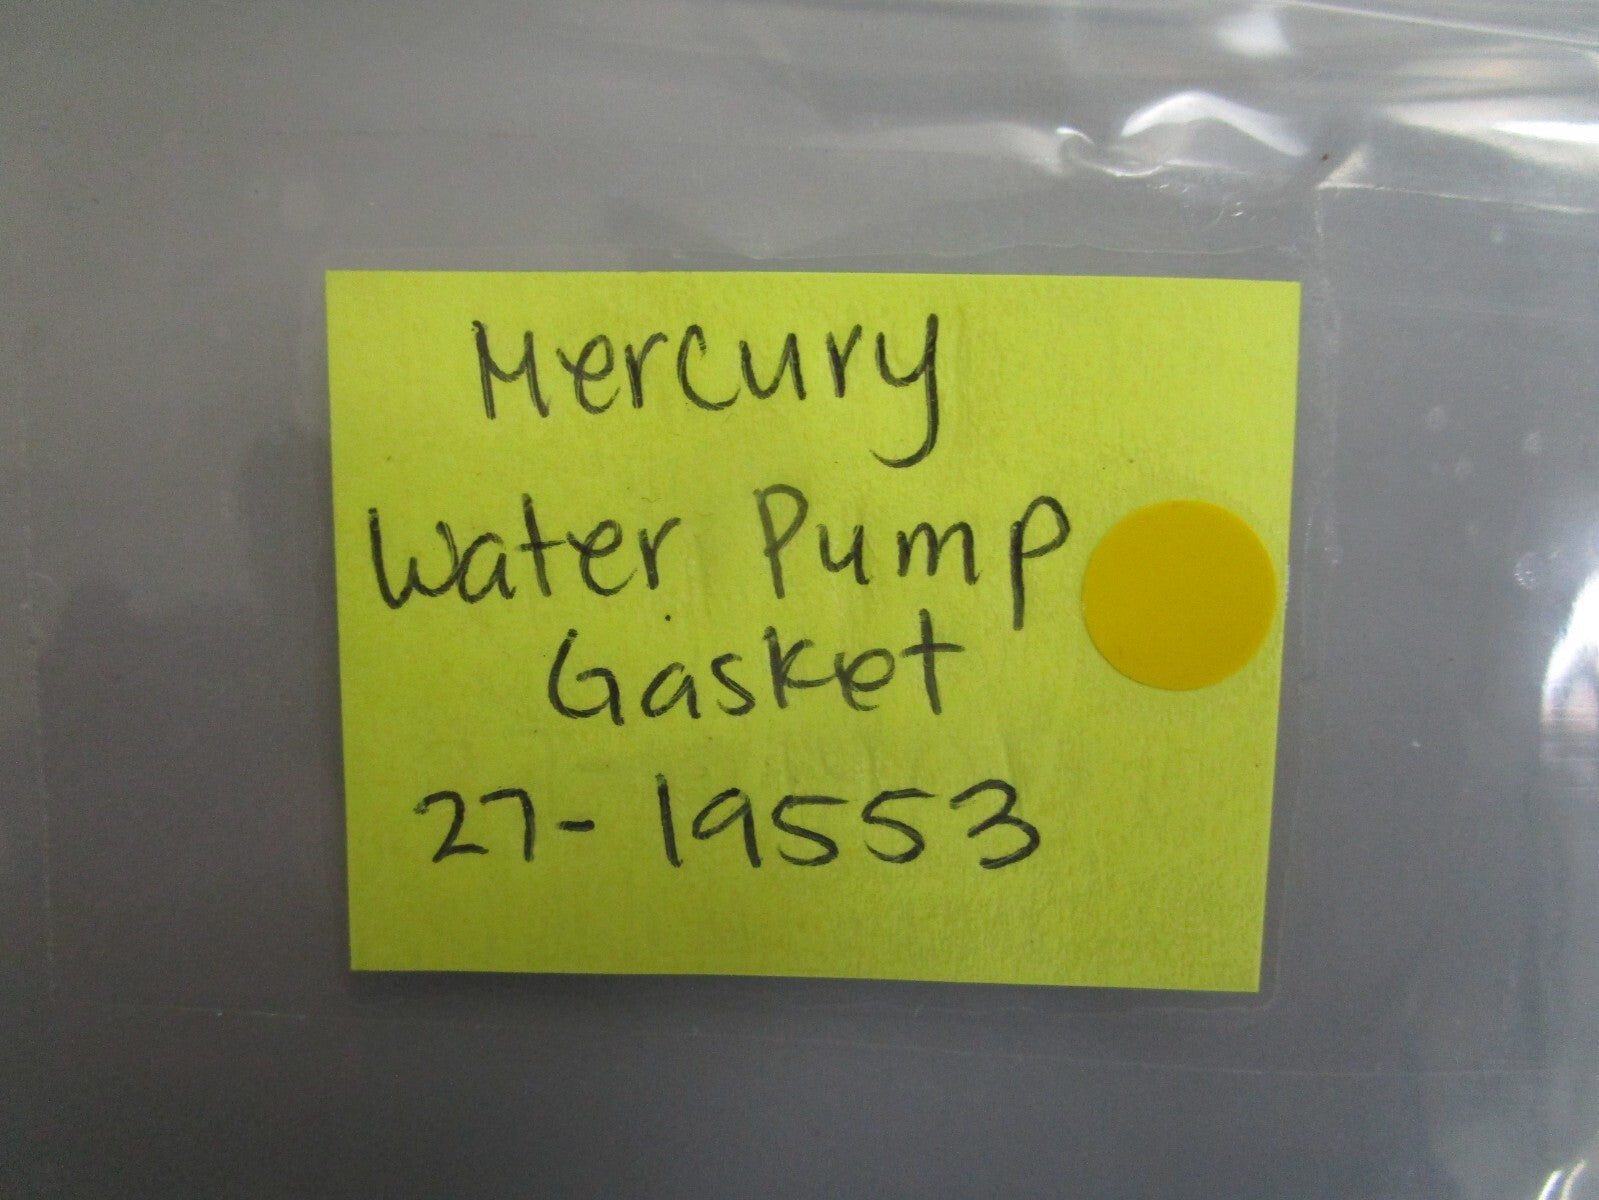 Mercury
Water Pump
Gasket
27-19553